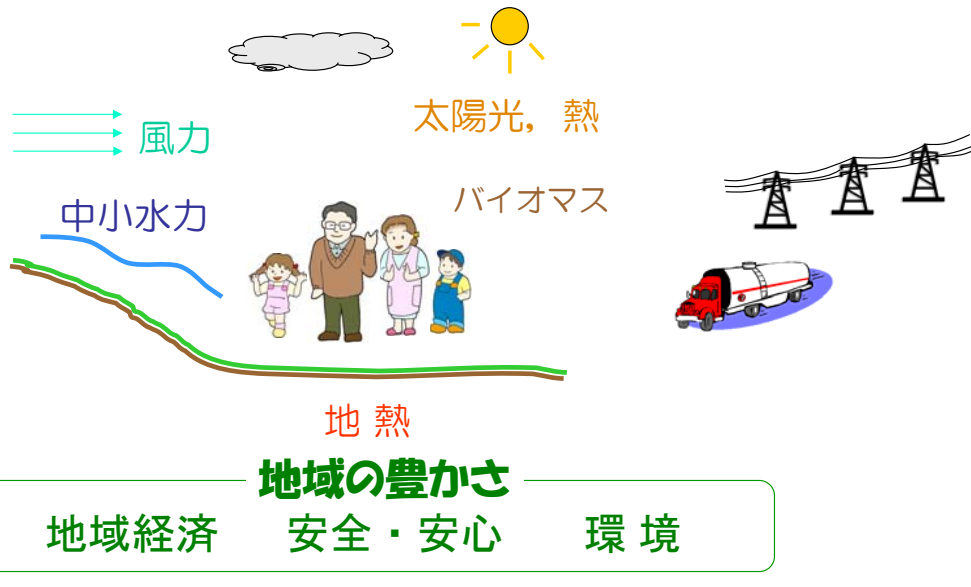 太陽光，熱
風力
バイオマス
中小水力
地 熱
地域の豊かさ
地域経済　安全・安心　環 境